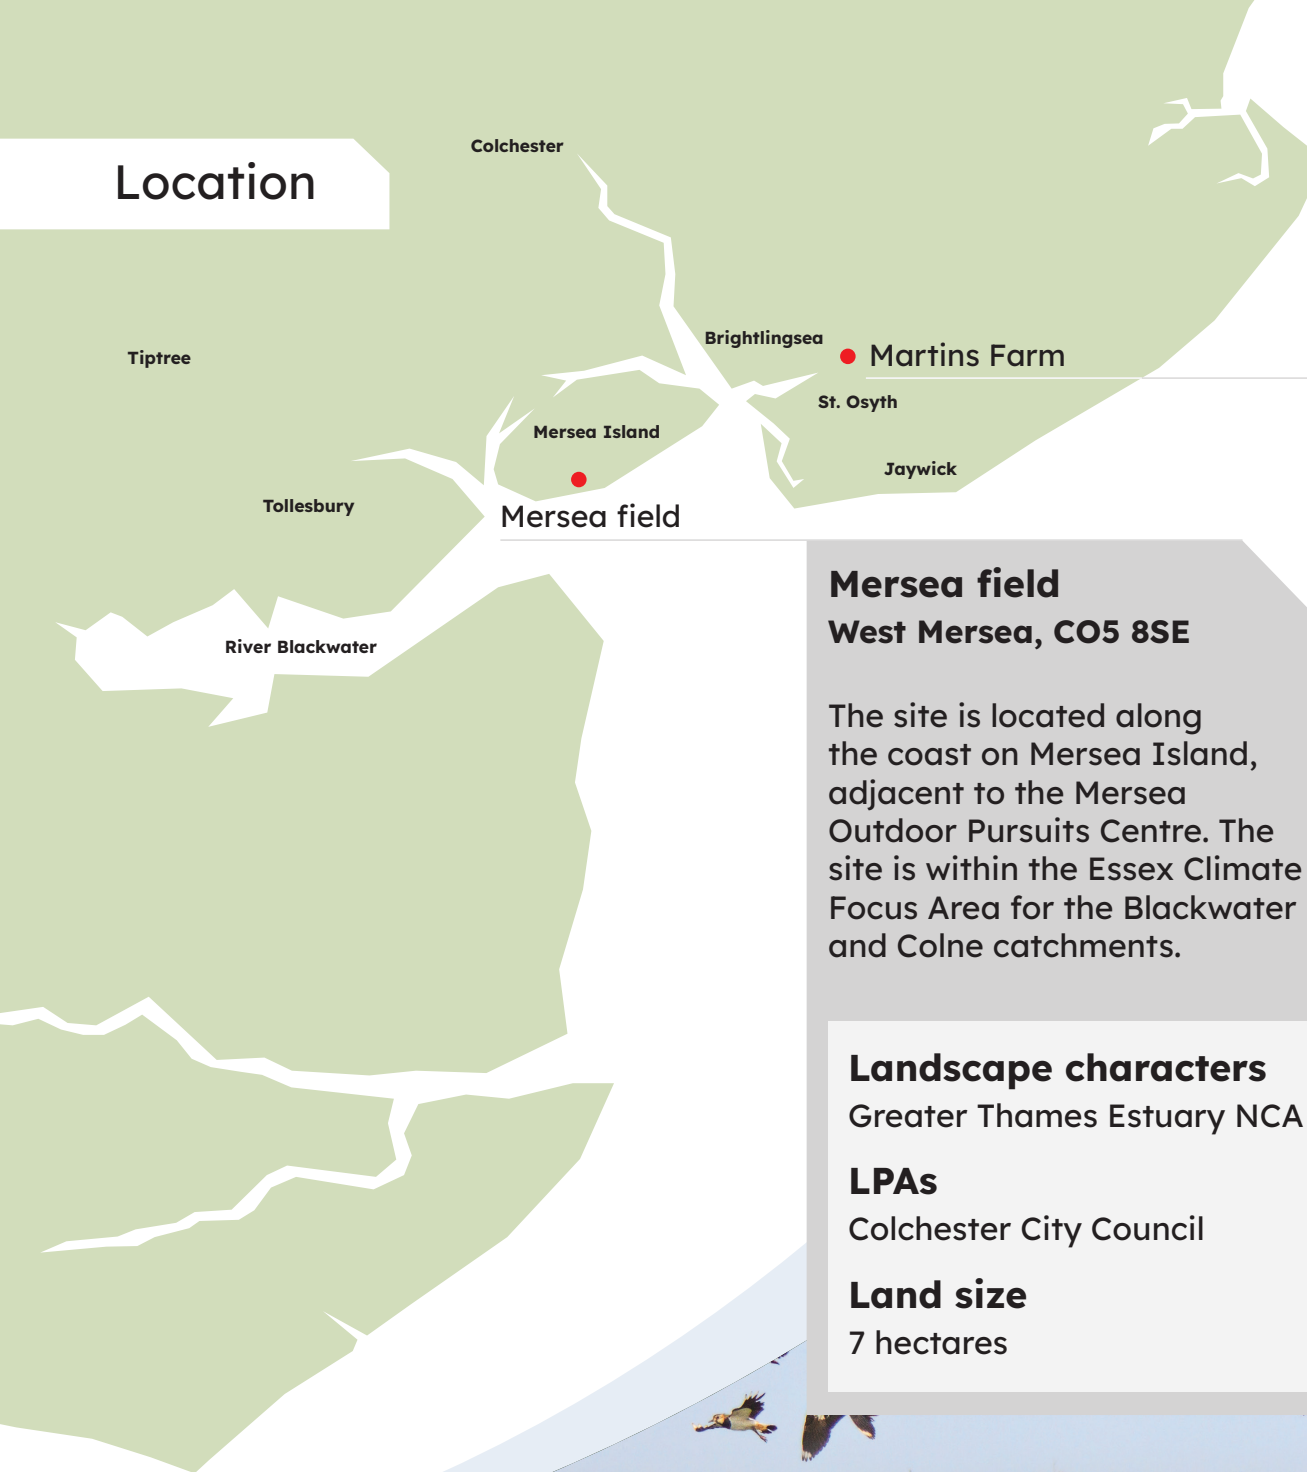 Location
Colchester
Tiptree
Brightlingsea
Martins Farm
St. Osyth
Mersea Island
Jaywick
Tollesbury
Mersea field
River Blackwater
Mersea field
West Mersea, CO5 8SE
The site is located along
the coast on Mersea Island,
adjacent to the Mersea
Outdoor Pursuits Centre. The
site is within the Essex Climate
Focus Area for the Blackwater
and Colne catchments.
Landscape characters
Greater Thames Estuary NCA
LPAs
Colchester City Council
Land size
7 hectares